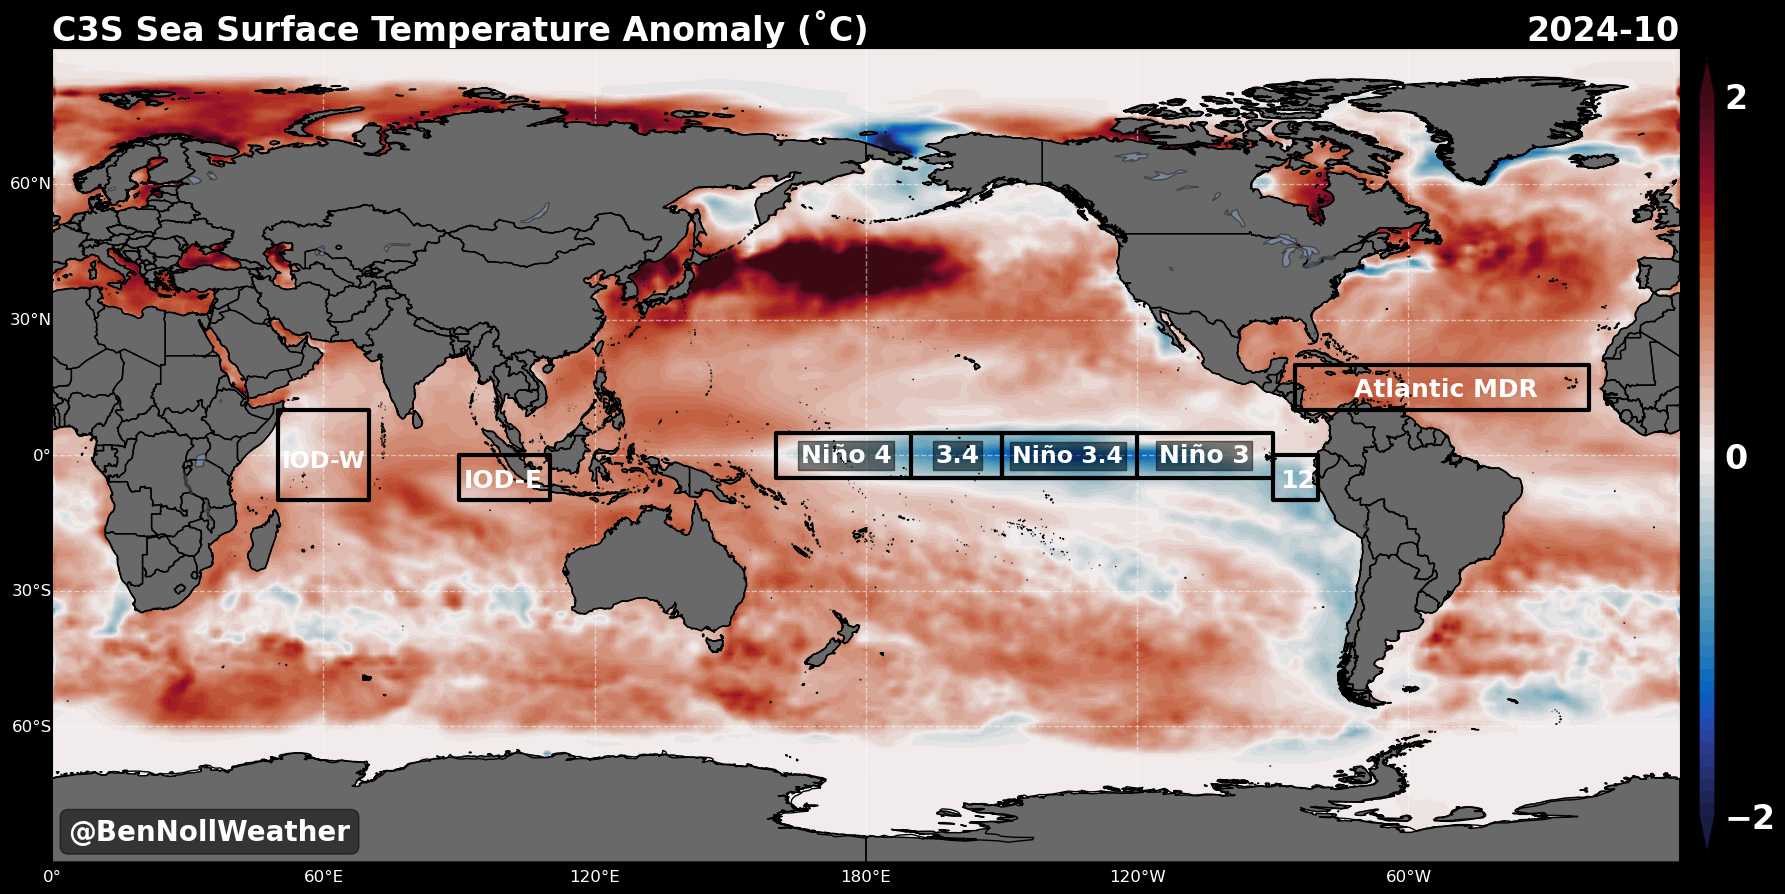 C3S Sea Surface Temperature Anomaly (˚C)
2024-10
2
0
−2
60°N
30°N
0°
30°S
60°S
Atlantic MDR
Niño 4
3.4
Niño 3.4
Niño 3
12
IOD-W
IOD-E
@BenNollWeather
0°
60°E
120°E
180°E
120°W
60°W